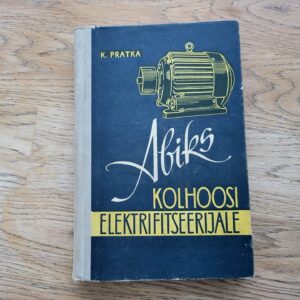 K. PRATKA
Abiks
KOLHOOSI
ELEKTRIFITSEERIJALE